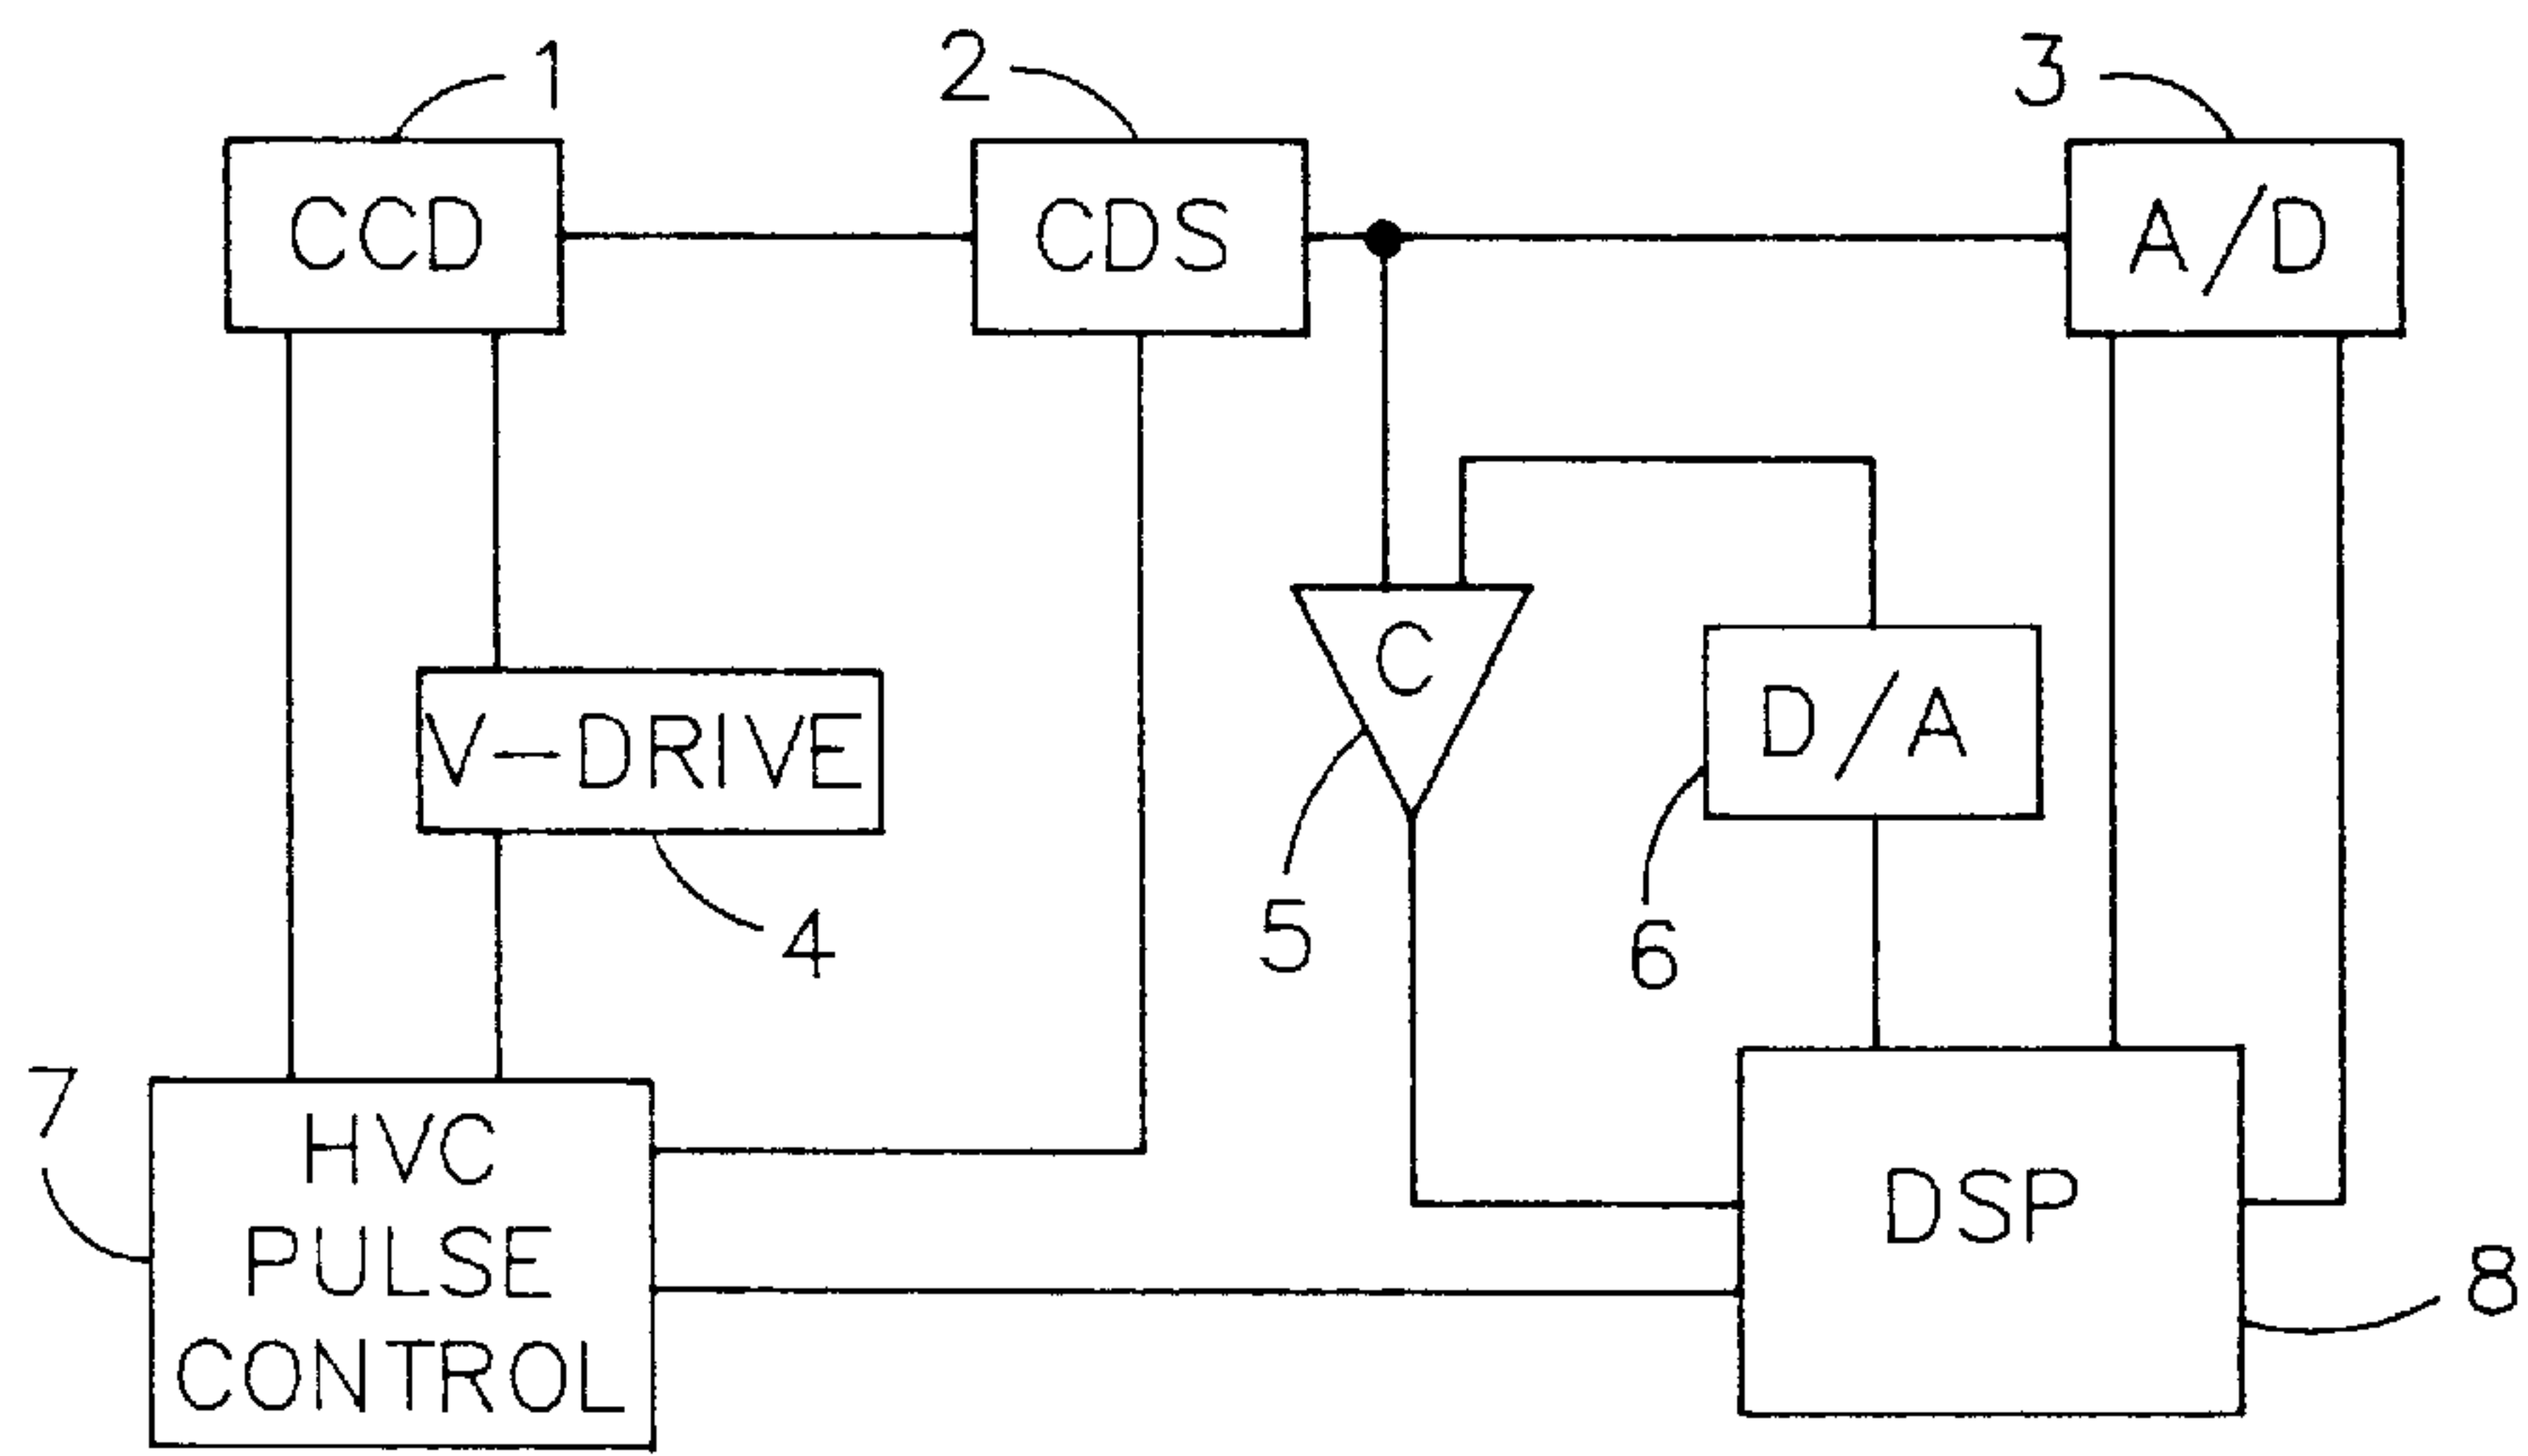 1
2
3
CCD
CDS
A/D
C
D/A
V-DRIVE
4
5
6
7
HVC
PULSE
CONTROL
DSP
8